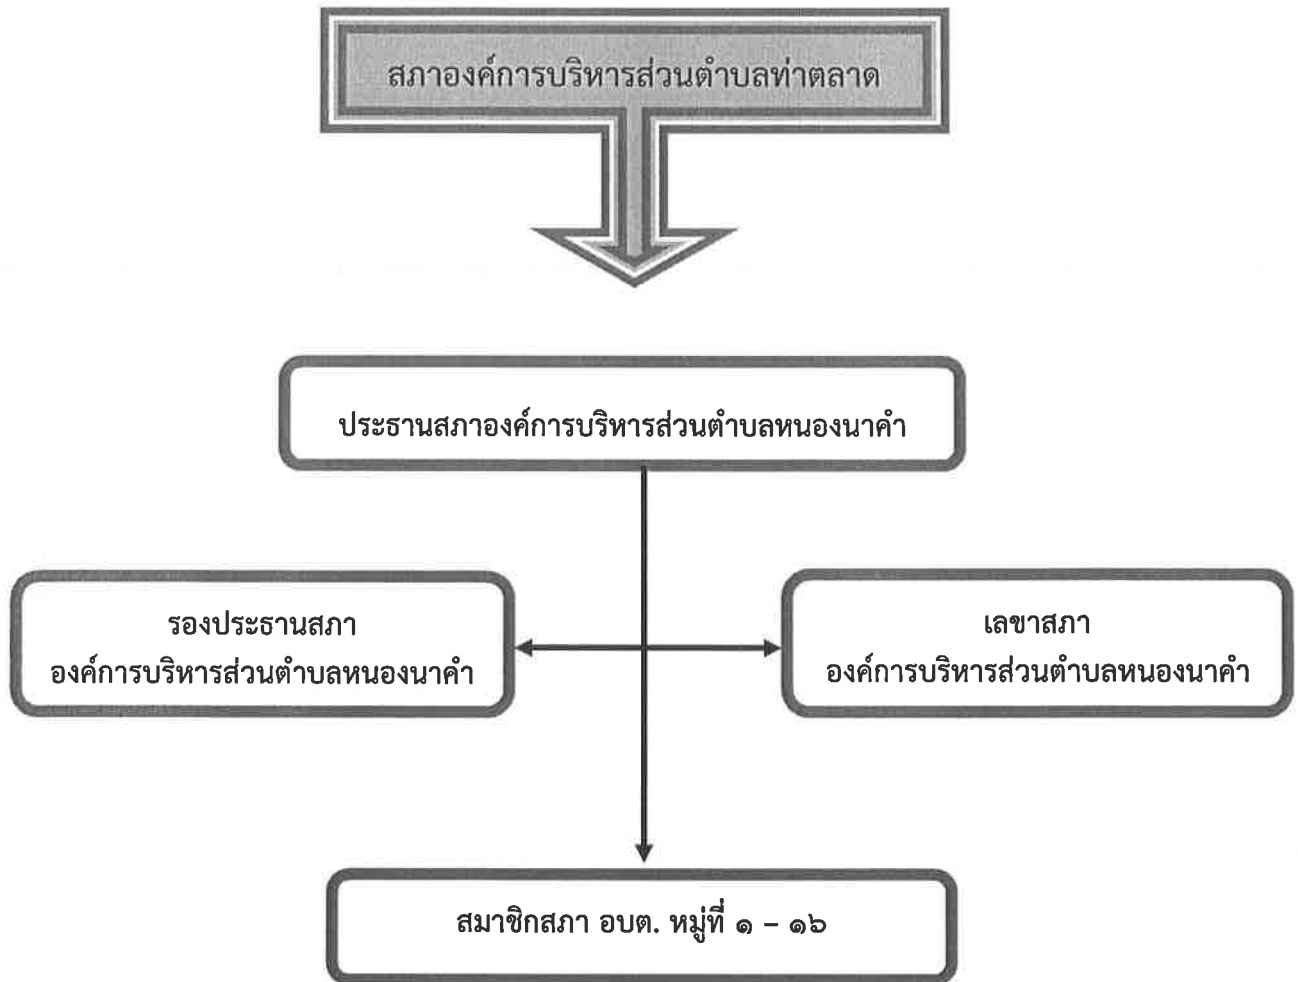 สภาองค์การบริหารส่วนตำบลท่าตลาด
ประธานสภาองค์การบริหารส่วนตำบลหนองนาคำ
รองประธานสภา
องค์การบริหารส่วนตำบลหนองนาคำ
เลขาสภา
องค์การบริหารส่วนตำบลหนองนาคำ
สมาชิกสภา อบต. หมู่ที่ ๑ – ๑๖